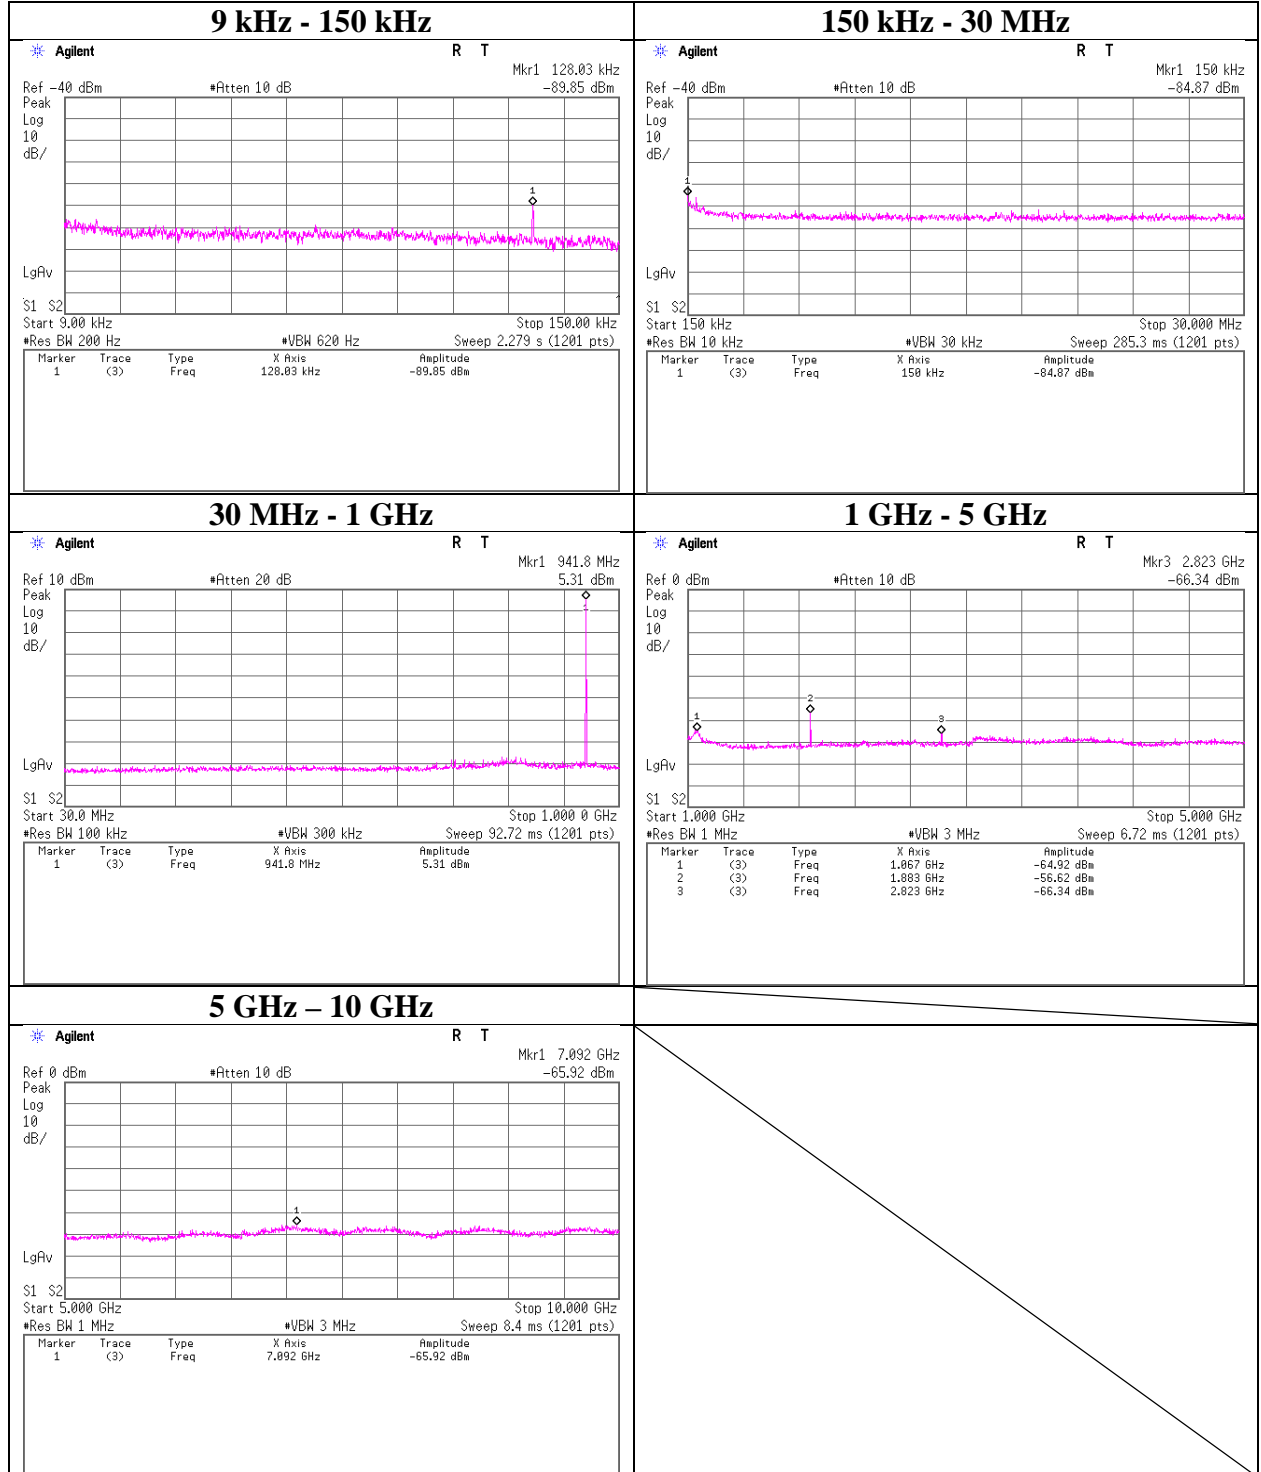 9 kHz - 150 kHz
Agilent R T
Mkr1 128.03 kHz
Ref -40 dBm #Atten 10 dB -89.85 dBm
Peak
Log
10
dB/
1
LgAv
S1 S2
Start 9.00 kHz Stop 150.00 kHz
#Res BW 200 Hz #VBW 620 Hz Sweep 2.279 s (1201 pts)
Marker Trace Type X Axis Amplitude
1 (3) Freq 128.03 kHz -89.85 dBm
150 kHz - 30 MHz
Agilent R T
Mkr1 150 kHz
Ref -40 dBm #Atten 10 dB -84.87 dBm
Peak
Log
10
dB/
1
LgAv
S1 S2
Start 150 kHz Stop 30.000 MHz
#Res BW 10 kHz #VBW 30 kHz Sweep 285.3 ms (1201 pts)
Marker Trace Type X Axis Amplitude
1 (3) Freq 150 kHz -84.87 dBm
30 MHz - 1 GHz
Agilent R T
Mkr1 941.8 MHz
Ref 10 dBm #Atten 20 dB 5.31 dBm
Peak
Log
10
dB/
1
LgAv
S1 S2
Start 30.0 MHz Stop 1.000 0 GHz
#Res BW 100 kHz #VBW 300 kHz Sweep 92.72 ms (1201 pts)
Marker Trace Type X Axis Amplitude
1 (3) Freq 941.8 MHz 5.31 dBm
1 GHz - 5 GHz
Agilent R T
Mkr3 2.823 GHz
Ref 0 dBm #Atten 10 dB -66.34 dBm
Peak
Log
10
dB/
1 2 3
LgAv
S1 S2
Start 1.000 GHz Stop 5.000 GHz
#Res BW 1 MHz #VBW 3 MHz Sweep 6.72 ms (1201 pts)
Marker Trace Type X Axis Amplitude
1 (3) Freq 1.067 GHz -64.92 dBm
2 (3) Freq 1.883 GHz -56.62 dBm
3 (3) Freq 2.823 GHz -66.34 dBm
5 GHz – 10 GHz
Agilent R T
Mkr1 7.092 GHz
Ref 0 dBm #Atten 10 dB -65.92 dBm
Peak
Log
10
dB/
1
LgAv
S1 S2
Start 5.000 GHz Stop 10.000 GHz
#Res BW 1 MHz #VBW 3 MHz Sweep 8.4 ms (1201 pts)
Marker Trace Type X Axis Amplitude
1 (3) Freq 7.092 GHz -65.92 dBm